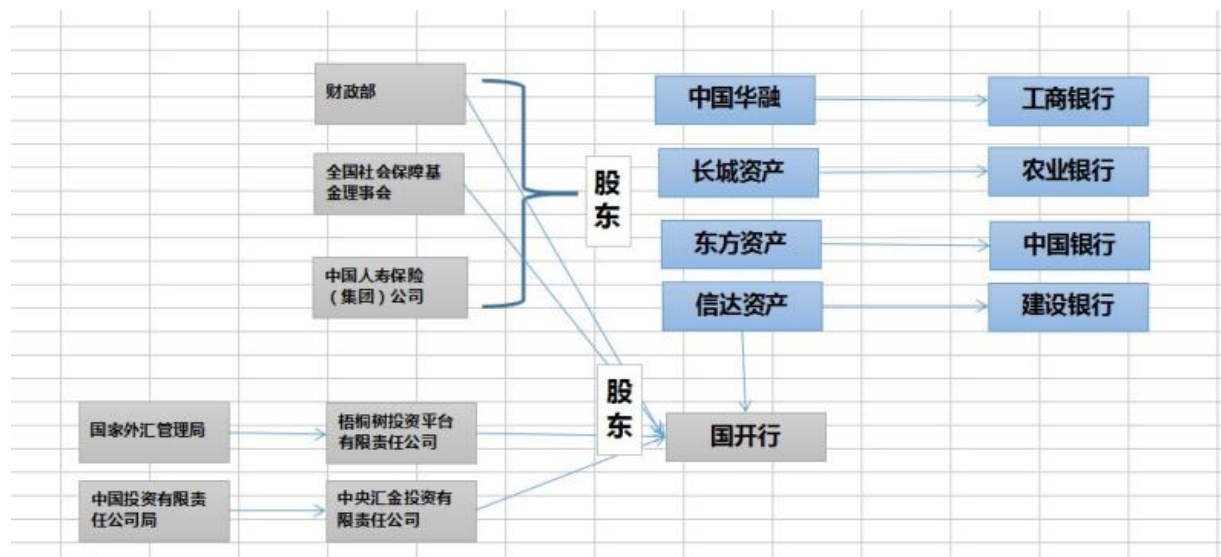 财政部
中国华融
工商银行
全国社会保障基
金理事会
股
东
长城资产
农业银行
东方资产
中国银行
中国人寿保险
（集团）公司
信达资产
建设银行
股
东
国家外汇管理局
梧桐树投资平台
有限责任公司
国开行
中国投资有限责
任公司局
中央汇金投资有
限责任公司